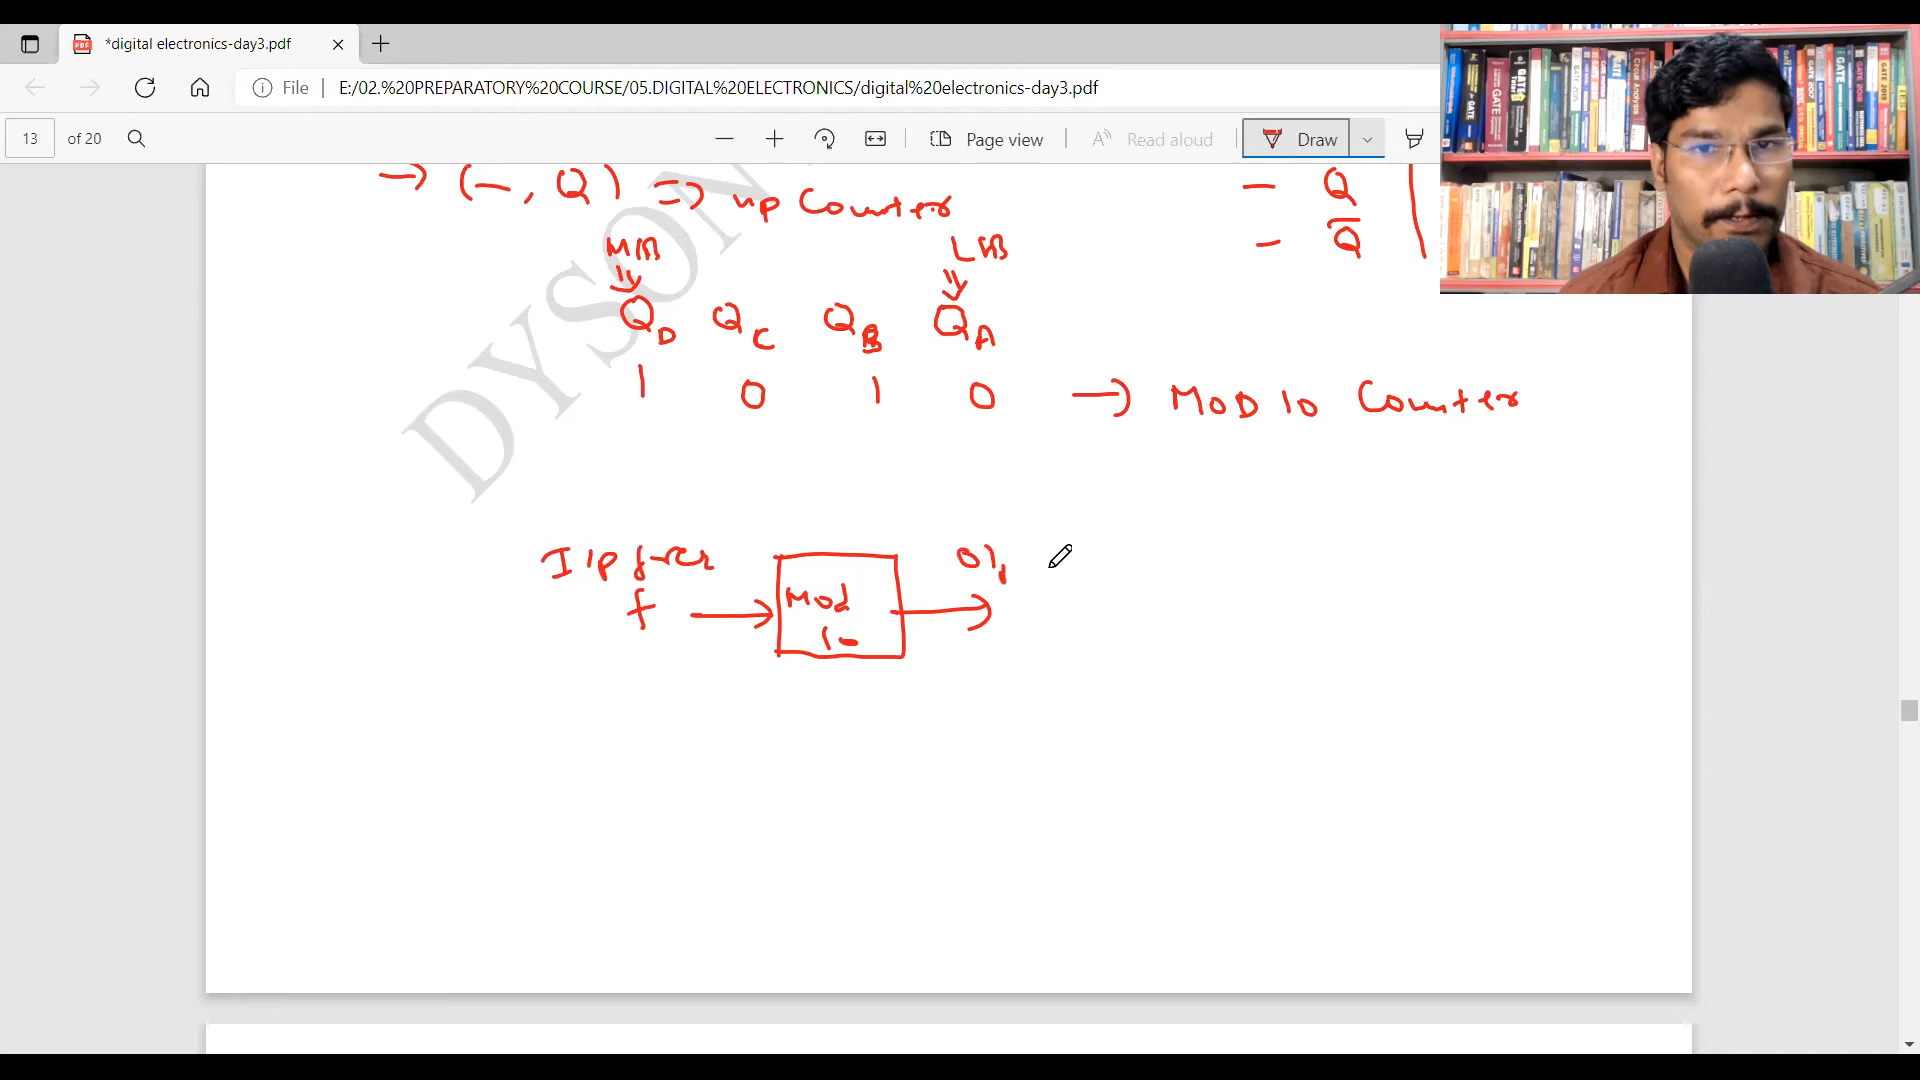 *digital electronics-day3.pdf
File E:/02.%20PREPARATORY%20COURSE/05.DIGITAL%20ELECTRONICS/digital%20electronics-day3.pdf
13 of 20 Page view Read aloud Draw
→ (−, Q) ⇒ up Counter
− Q
− Q̅
MSB LSB
Q_D Q_C Q_B Q_A
1 0 1 0 → MOD 10 Counter
I/p freq
O/p
f → Mod →
10
DYSON